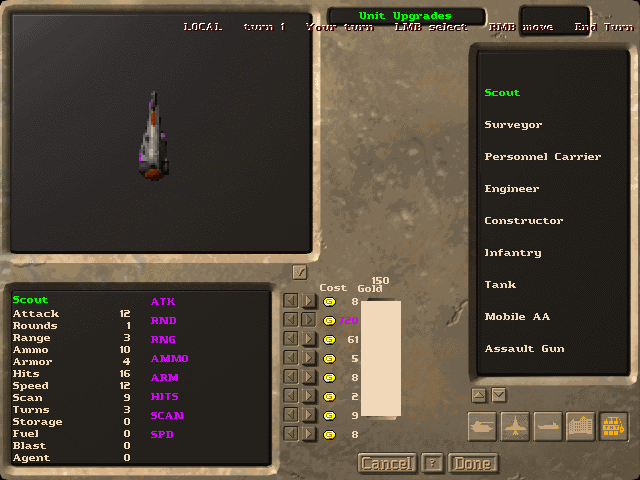 Unit Upgrades
LOCAL turn 1 Your turn LMB select RMB move End Turn
Scout
Surveyor
Personnel Carrier
Engineer
Constructor
Infantry
Tank
Mobile AA
Assault Gun
150
Cost Gold
Scout
Attack 12
Rounds 1
Range 3
Ammo 10
Armor 4
Hits 16
Speed 12
Scan 9
Turns 3
Storage 0
Fuel 0
Blast 0
Agent 0
ATK
RND
RNG
AMMO
ARM
HITS
SCAN
SPD
G 8
G
G 61
G 5
G 8
G 2
G 9
G 8
Cancel ? Done